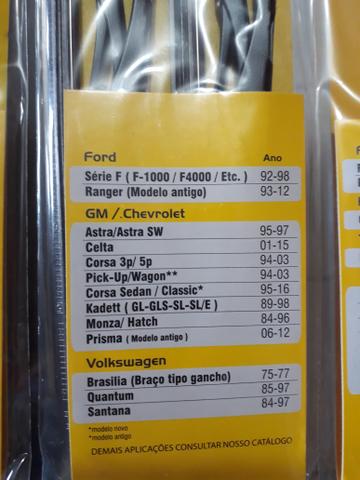 Ford Ano
Série F ( F-1000 / F4000 / Etc. ) 92-98
Ranger (Modelo antigo) 93-12
GM /.Chevrolet
Astra/Astra SW 95-97
Celta 01-15
Corsa 3p/ 5p 94-03
Pick-Up/Wagon** 94-03
Corsa Sedan / Classic* 95-16
Kadett ( GL-GLS-SL-SL/E ) 89-98
Monza/ Hatch 84-96
Prisma ( Modelo antigo ) 06-12
Volkswagen
Brasilia (Braço tipo gancho) 75-77
Quantum 85-97
Santana 84-97
*modelo novo
*modelo antigo
DEMAIS APLICAÇÕES CONSULTAR NOSSO CATÁLOGO